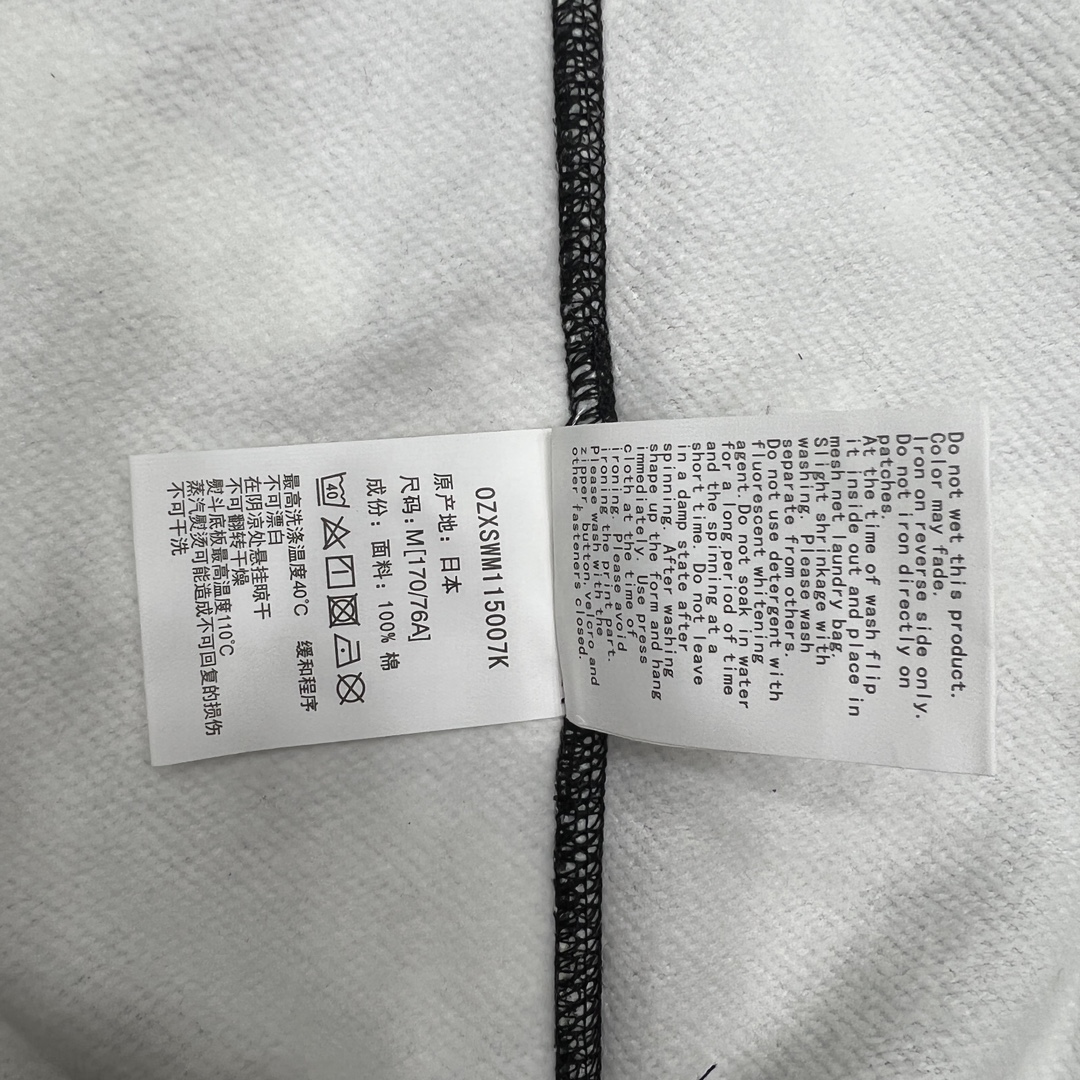 0ZXSWM115007K
原产地: 日本
尺码: M[170/76A]
成份: 面料: 100% 棉
40
最高洗涤温度40℃ 缓和程序
不可漂白
在阴凉处悬挂晾干
不可翻转干燥
熨斗底板最高温度110℃
蒸汽熨烫可能造成不可回复的损伤
不可干洗
Do not wet this product.
Color may fade.
Iron on reverse side only.
Do not iron directly on
patches.
At the time of wash flip
it inside out and place in
mesh net laundry bag.
Slight shrinkage with
washing. Please wash
separate from others.
Do not use detergent with
fluorescent whitening
agent. Do not soak in water
for a long period of time
and the spinning at a
short time. Do not leave
in a damp state after
spinning. After washing
shape up the form and hang
immediately. Use press
cloth at the time of
ironing. Please avoid
ironing the print part.
Please wash with the
zipper, button, velcro and
other fasteners closed.